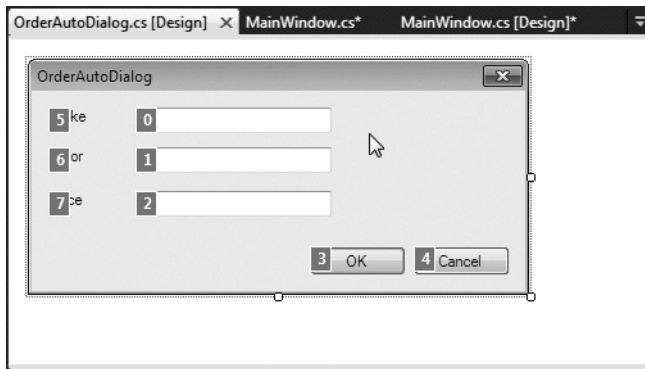 OrderAutoDialog.cs [Design] MainWindow.cs* MainWindow.cs [Design]*
OrderAutoDialog
5 ke 0
6 or 1
7 ce 2
3 OK 4 Cancel